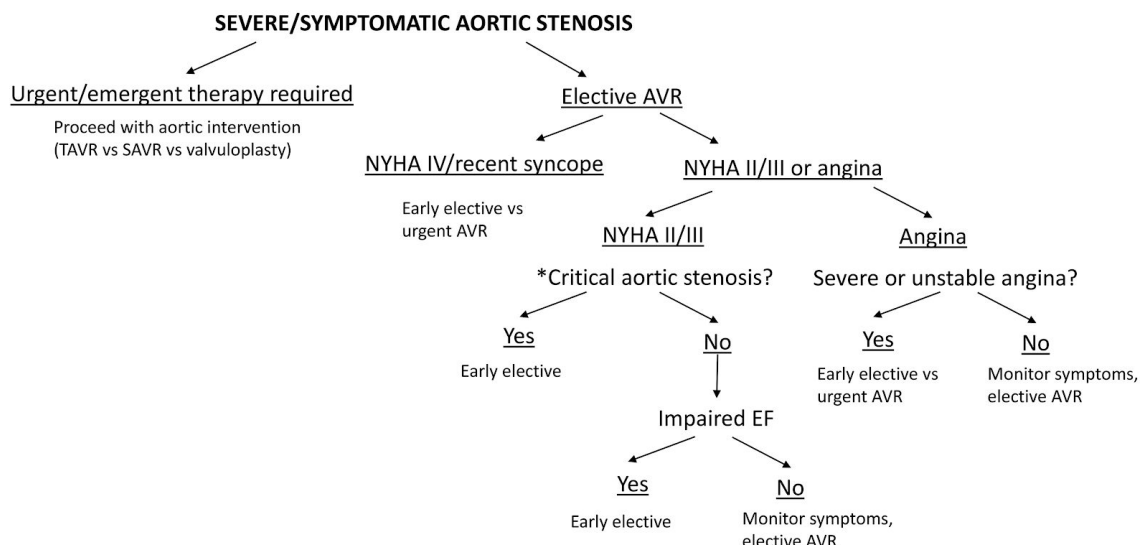 SEVERE/SYMPTOMATIC AORTIC STENOSIS
Urgent/emergent therapy required
Proceed with aortic intervention
(TAVR vs SAVR vs valvuloplasty)
Elective AVR
NYHA IV/recent syncope
Early elective vs
urgent AVR
NYHA II/III or angina
NYHA II/III
*Critical aortic stenosis?
Yes
Early elective
No
Impaired EF
Yes
Early elective
No
Monitor symptoms,
elective AVR
Angina
Severe or unstable angina?
Yes
Early elective vs
urgent AVR
No
Monitor symptoms,
elective AVR